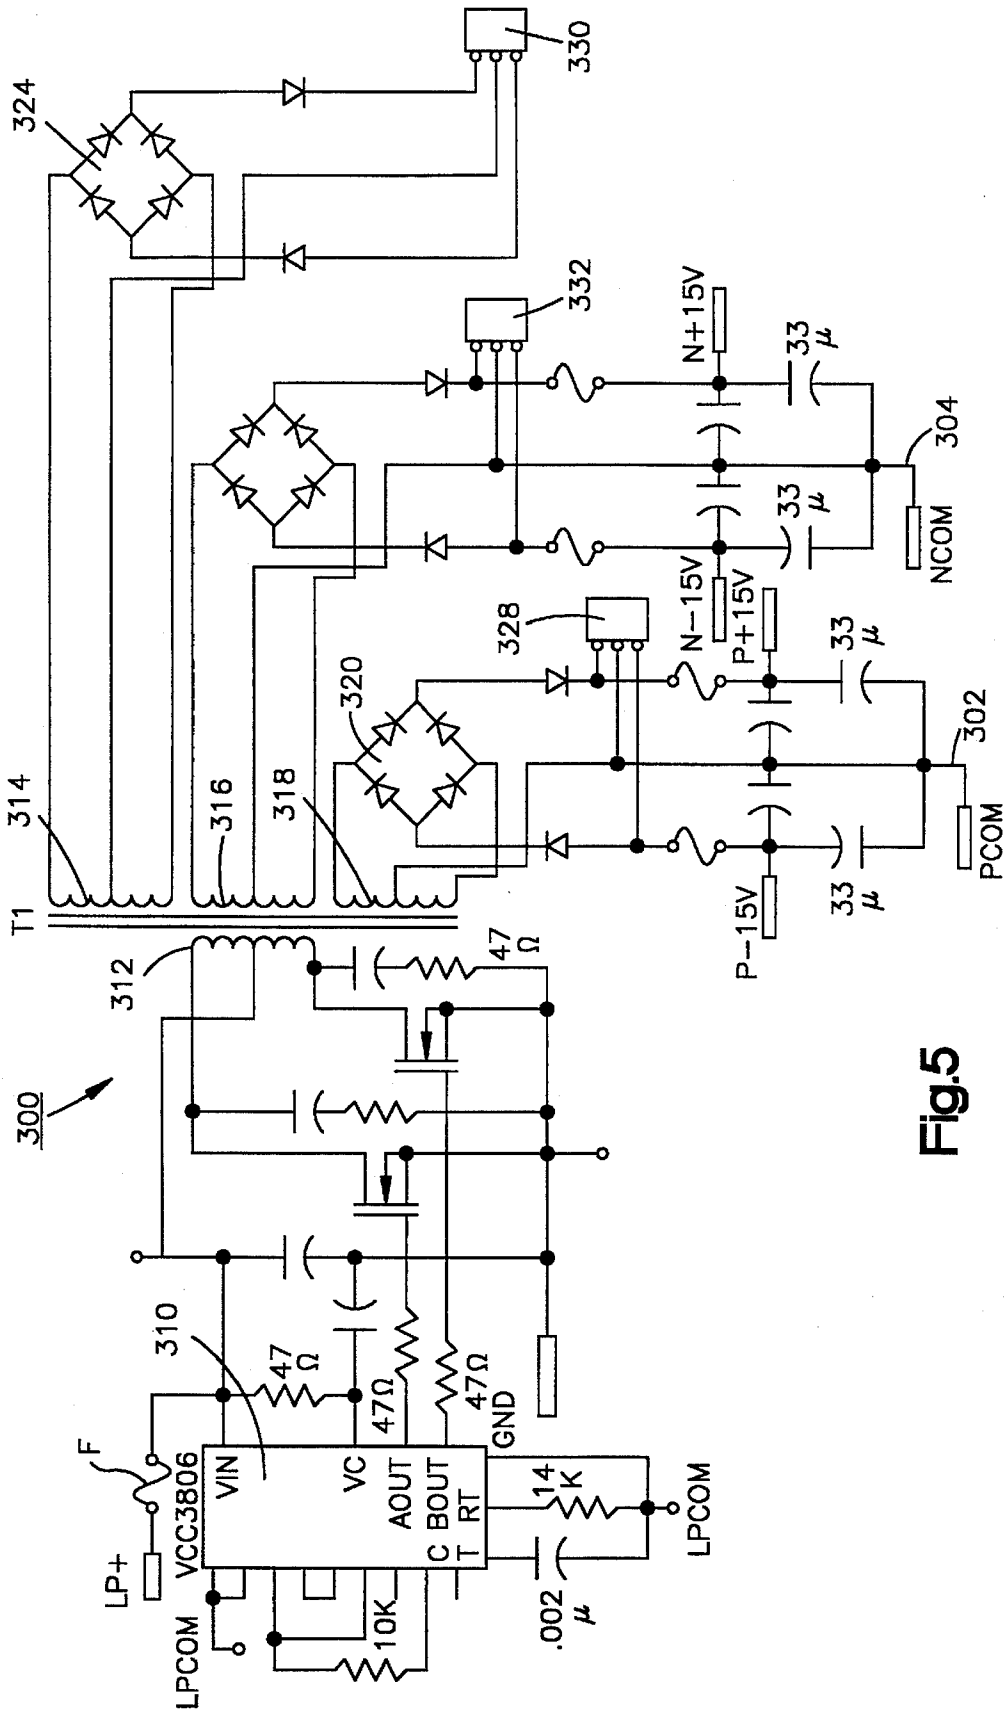 300
T1
314
324
312
316
318
320
330
332
328
LP+
F
VCC3806
310
LPCOM
VIN
VC
AOUT
BOUT
RT
C
T
GND
47
Ω
47Ω
47Ω
47
Ω
10K
14
K
.002
μ
LPCOM
N+15V
N−15V
33
μ
33
μ
304
NCOM
P+15V
P−15V
33
μ
33
μ
302
PCOM
Fig.5